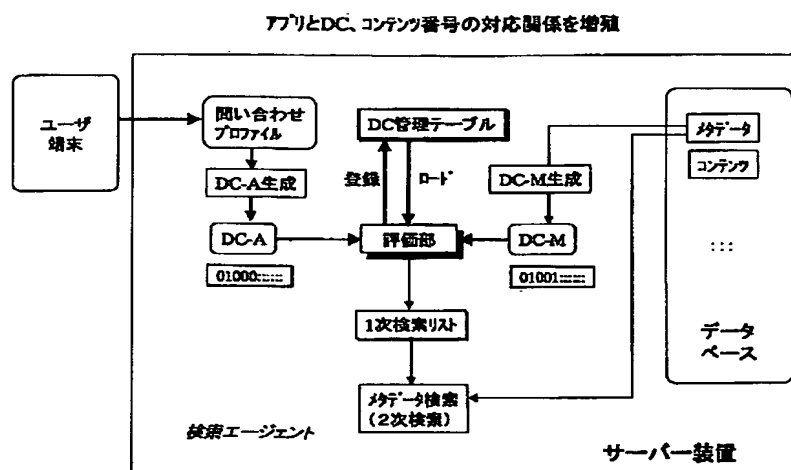 アプリとDC、コンテンツ番号の対応関係を増殖
ユーザ
端末
問い合わせ
プロファイル
DC-A生成
DC-A
01000::::::
DC管理テーブル
登録
ロード
評価部
1次検索リスト
メタデータ検索
(2次検索)
DC-M生成
DC-M
01001::::::
メタデータ
コンテンツ
:::
データ
ベース
検索エージェント
サーバー装置